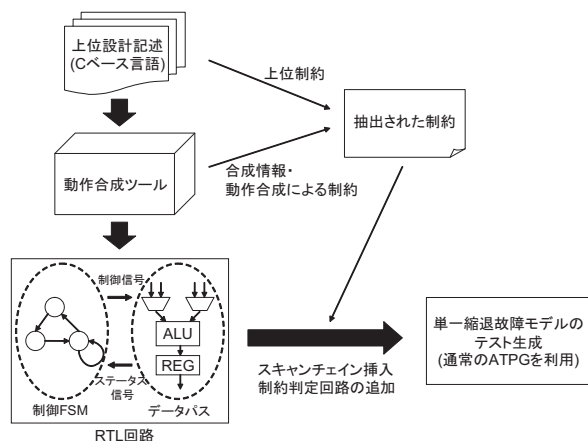 上位設計記述
(Cベース言語)
上位制約
抽出された制約
動作合成ツール
合成情報・
動作合成による制約
制御信号
ALU
REG
ステータス
信号
制御FSM
データパス
RTL回路
スキャンチェイン挿入
制約判定回路の追加
単一縮退故障モデルの
テスト生成
(通常のATPGを利用)